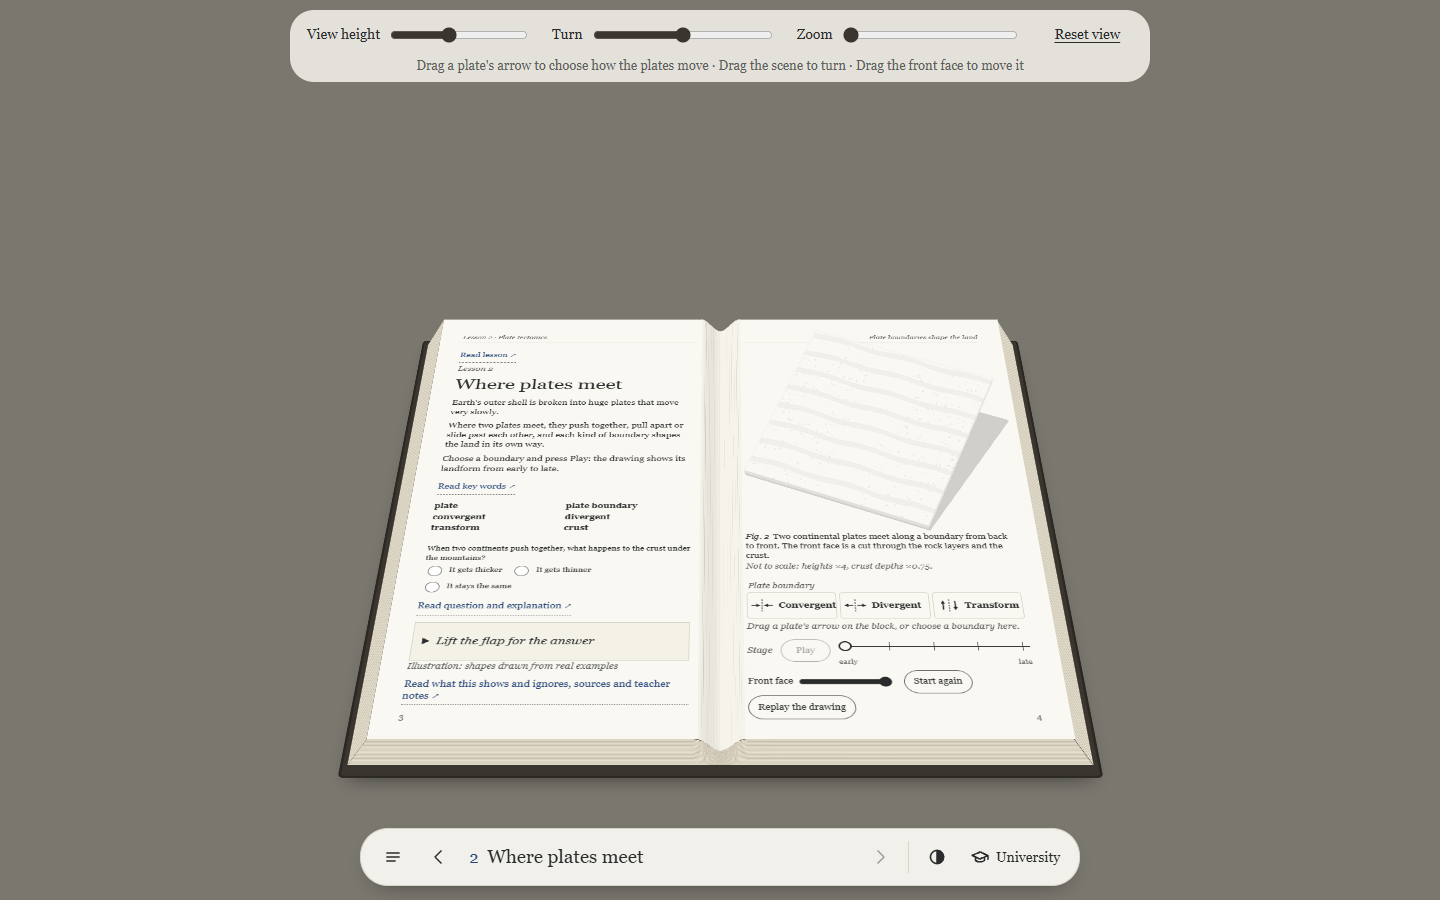 View height Turn Zoom Reset view
Drag a plate's arrow to choose how the plates move · Drag the scene to turn · Drag the front face to move it
Lesson 2 · Plate tectonics
Read lesson ↗
Lesson 2
Where plates meet
Earth's outer shell is broken into huge plates that move
very slowly.
Where two plates meet, they push together, pull apart or
slide past each other, and each kind of boundary shapes
the land in its own way.
Choose a boundary and press Play: the drawing shows its
landform from early to late.
Read key words ↗
plate plate boundary
convergent divergent
transform crust
When two continents push together, what happens to the crust under
the mountains?
It gets thicker It gets thinner
It stays the same
Read question and explanation ↗
Lift the flap for the answer
Illustration: shapes drawn from real examples
Read what this shows and ignores, sources and teacher
notes ↗
3
Plate boundaries shape the land
Fig. 2 Two continental plates meet along a boundary from back
to front. The front face is a cut through the rock layers and the
crust.
Not to scale: heights ×4, crust depths ×0.75.
Plate boundary
Convergent Divergent Transform
Drag a plate's arrow on the block, or choose a boundary here.
Stage Play
early late
Front face Start again
Replay the drawing
4
2 Where plates meet University